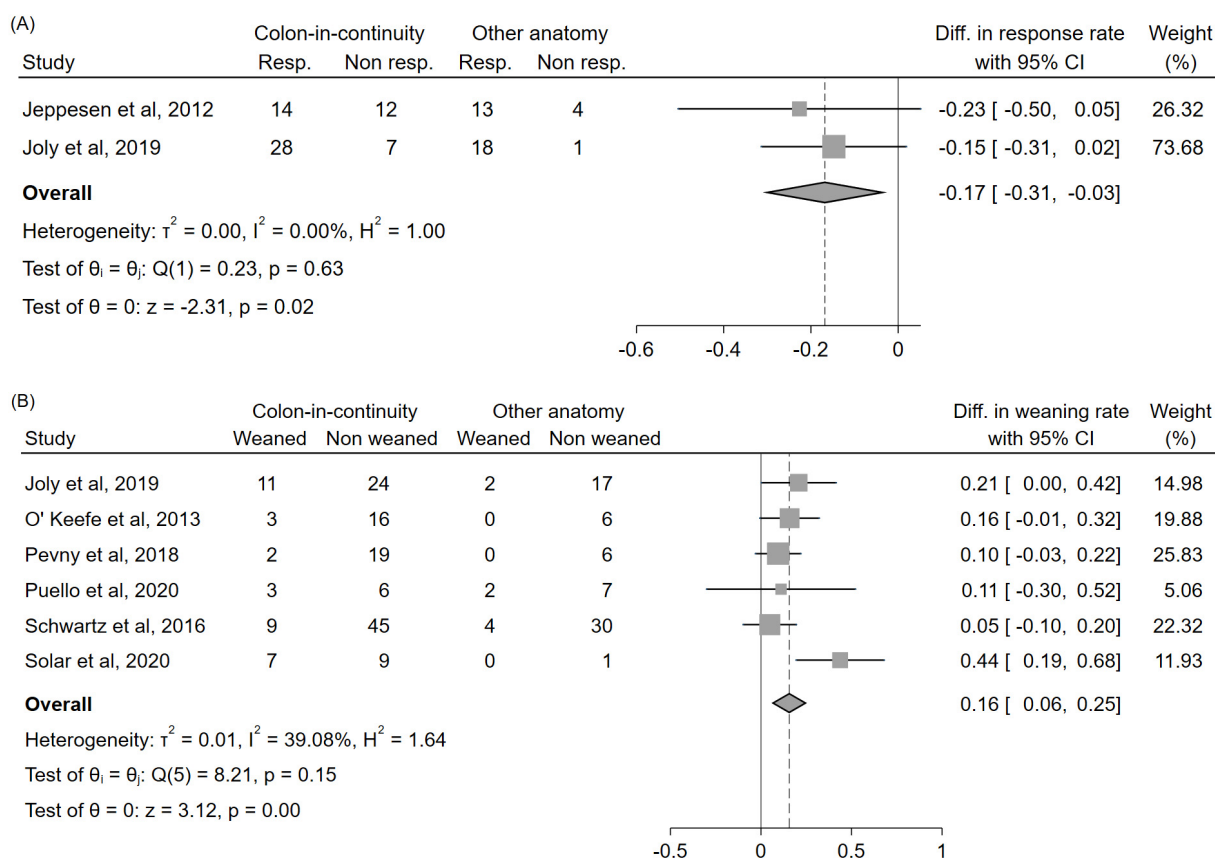 (A)
Colon-in-continuity Other anatomy Diff. in response rate Weight
Study Resp. Non resp. Resp. Non resp. with 95% CI (%)
Jeppesen et al, 2012 14 12 13 4 -0.23 [ -0.50, 0.05] 26.32
Joly et al, 2019 28 7 18 1 -0.15 [ -0.31, 0.02] 73.68
Overall -0.17 [ -0.31, -0.03]
Heterogeneity: τ² = 0.00, I² = 0.00%, H² = 1.00
Test of θᵢ = θⱼ: Q(1) = 0.23, p = 0.63
Test of θ = 0: z = -2.31, p = 0.02
-0.6 -0.4 -0.2 0
(B)
Colon-in-continuity Other anatomy Diff. in weaning rate Weight
Study Weaned Non weaned Weaned Non weaned with 95% CI (%)
Joly et al, 2019 11 24 2 17 0.21 [ 0.00, 0.42] 14.98
O' Keefe et al, 2013 3 16 0 6 0.16 [ -0.01, 0.32] 19.88
Pevny et al, 2018 2 19 0 6 0.10 [ -0.03, 0.22] 25.83
Puello et al, 2020 3 6 2 7 0.11 [ -0.30, 0.52] 5.06
Schwartz et al, 2016 9 45 4 30 0.05 [ -0.10, 0.20] 22.32
Solar et al, 2020 7 9 0 1 0.44 [ 0.19, 0.68] 11.93
Overall 0.16 [ 0.06, 0.25]
Heterogeneity: τ² = 0.01, I² = 39.08%, H² = 1.64
Test of θᵢ = θⱼ: Q(5) = 8.21, p = 0.15
Test of θ = 0: z = 3.12, p = 0.00
-0.5 0 0.5 1